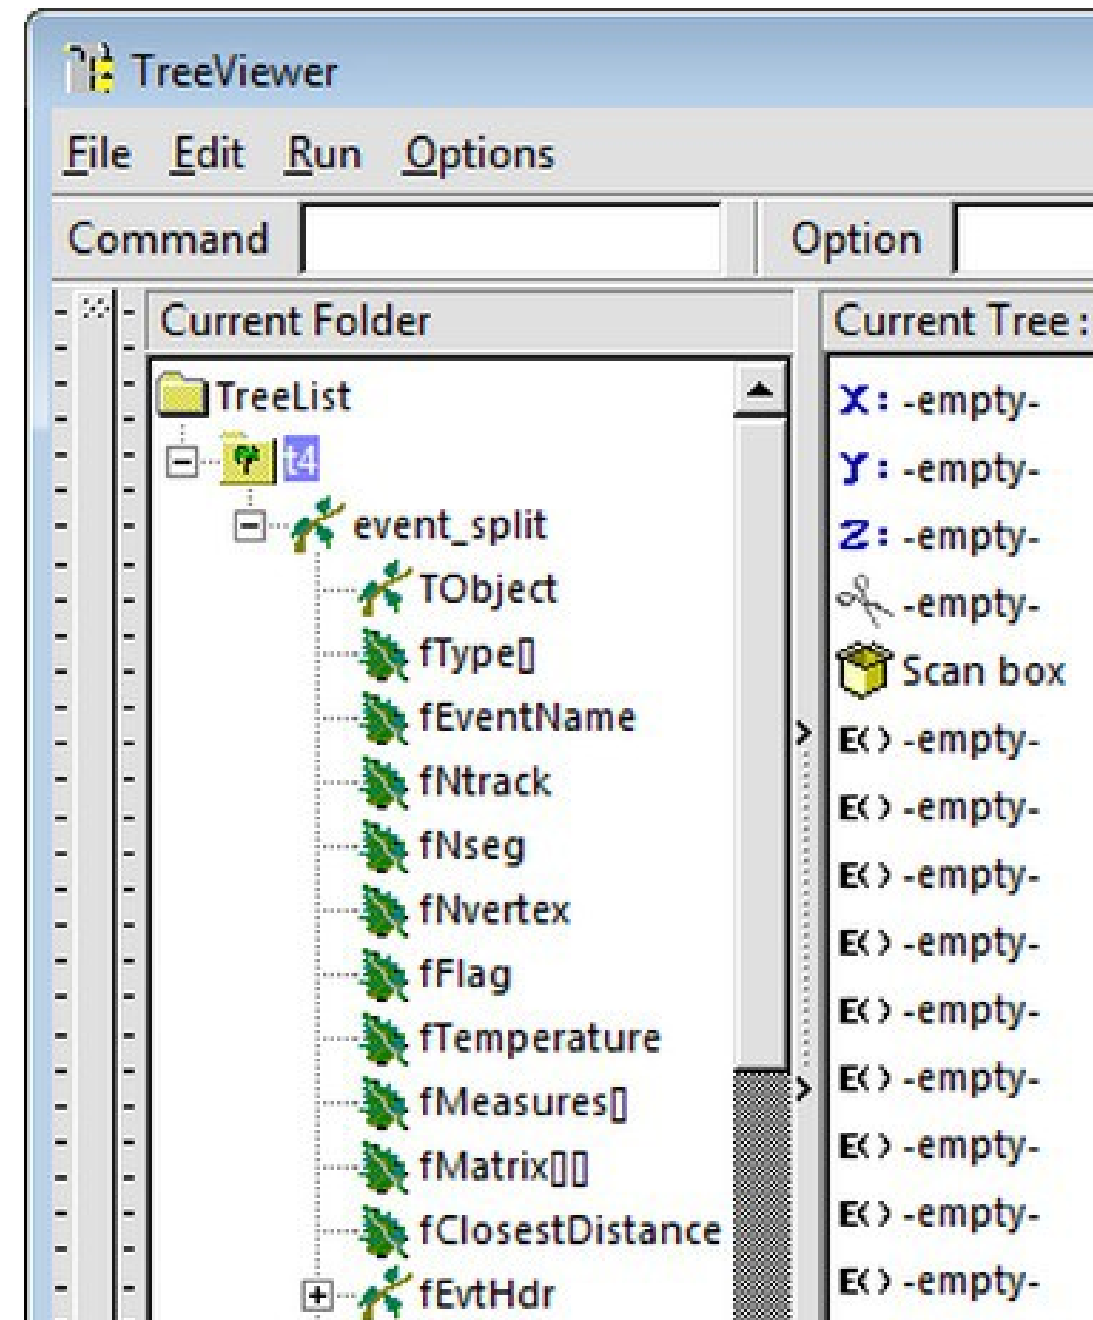 TreeViewer
File Edit Run Options
Command Option
Current Folder
TreeList
t4
event_split
TObject
fType[]
fEventName
fNtrack
fNseg
fNvertex
fFlag
fTemperature
fMeasures[]
fMatrix[][]
fClosestDistance
fEvtHdr
Current Tree :
X: -empty-
Y: -empty-
Z: -empty-
-empty-
Scan box
E() -empty-
E() -empty-
E() -empty-
E() -empty-
E() -empty-
E() -empty-
E() -empty-
E() -empty-
E() -empty-